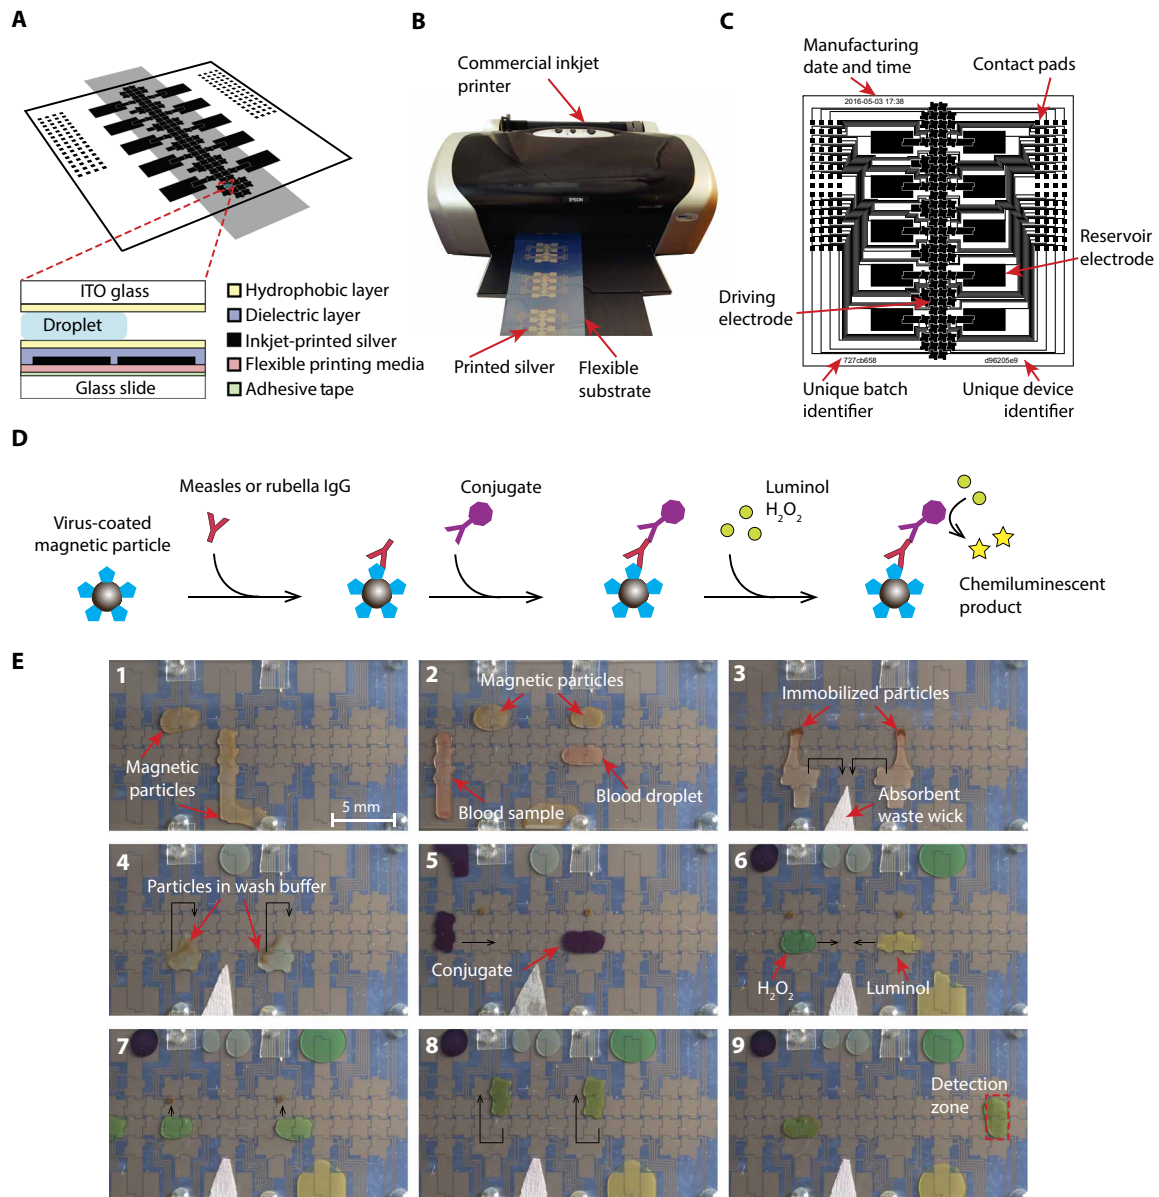 A
B
C
Commercial inkjet
printer
EPSON
Printed silver
Flexible
substrate
Manufacturing
date and time
Contact pads
2016-05-03 17:38
Reservoir
electrode
Driving
electrode
727cb658
d96205e9
Unique batch
identifier
Unique device
identifier
ITO glass
Droplet
Glass slide
Hydrophobic layer
Dielectric layer
Inkjet-printed silver
Flexible printing media
Adhesive tape
D
Virus-coated
magnetic particle
Measles or rubella IgG
Conjugate
Luminol
H₂O₂
Chemiluminescent
product
E
1
Magnetic
particles
5 mm
2
Magnetic particles
Blood sample
Blood droplet
3
Immobilized particles
Absorbent
waste wick
4
Particles in wash buffer
5
Conjugate
6
H₂O₂
Luminol
7
8
9
Detection
zone